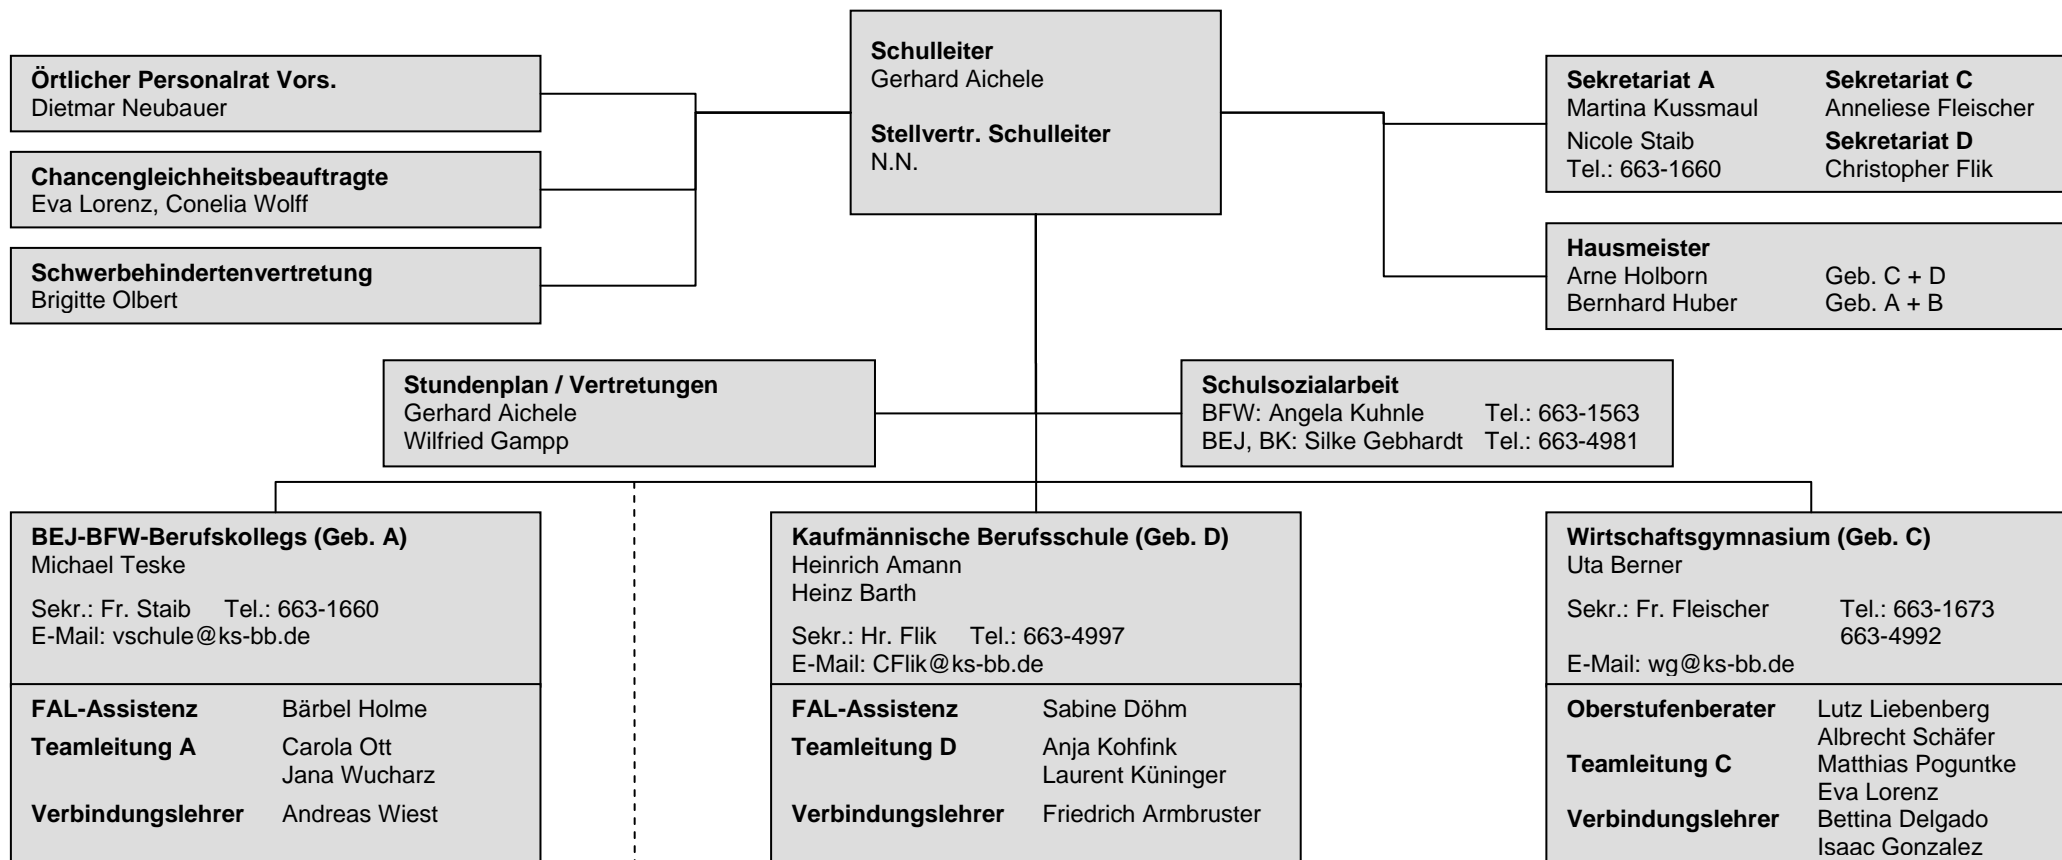 Schulleiter
Gerhard Aichele
Stellvertr. Schulleiter
N.N.
Örtlicher Personalrat Vors.
Dietmar Neubauer
Chancengleichheitsbeauftragte
Eva Lorenz, Conelia Wolff
Schwerbehindertenvertretung
Brigitte Olbert
Sekretariat A Sekretariat C
Martina Kussmaul Anneliese Fleischer
Nicole Staib Sekretariat D
Tel.: 663-1660 Christopher Flik
Hausmeister
Arne Holborn Geb. C + D
Bernhard Huber Geb. A + B
Stundenplan / Vertretungen
Gerhard Aichele
Wilfried Gampp
Schulsozialarbeit
BFW: Angela Kuhnle Tel.: 663-1563
BEJ, BK: Silke Gebhardt Tel.: 663-4981
BEJ-BFW-Berufskollegs (Geb. A)
Michael Teske
Sekr.: Fr. Staib Tel.: 663-1660
E-Mail: vschule@ks-bb.de
FAL-Assistenz Bärbel Holme
Teamleitung A Carola Ott
Jana Wucharz
Verbindungslehrer Andreas Wiest
Kaufmännische Berufsschule (Geb. D)
Heinrich Amann
Heinz Barth
Sekr.: Hr. Flik Tel.: 663-4997
E-Mail: CFlik@ks-bb.de
FAL-Assistenz Sabine Döhm
Teamleitung D Anja Kohfink
Laurent Küninger
Verbindungslehrer Friedrich Armbruster
Wirtschaftsgymnasium (Geb. C)
Uta Berner
Sekr.: Fr. Fleischer Tel.: 663-1673
663-4992
E-Mail: wg@ks-bb.de
Oberstufenberater Lutz Liebenberg
Albrecht Schäfer
Teamleitung C Matthias Poguntke
Eva Lorenz
Verbindungslehrer Bettina Delgado
Isaac Gonzalez